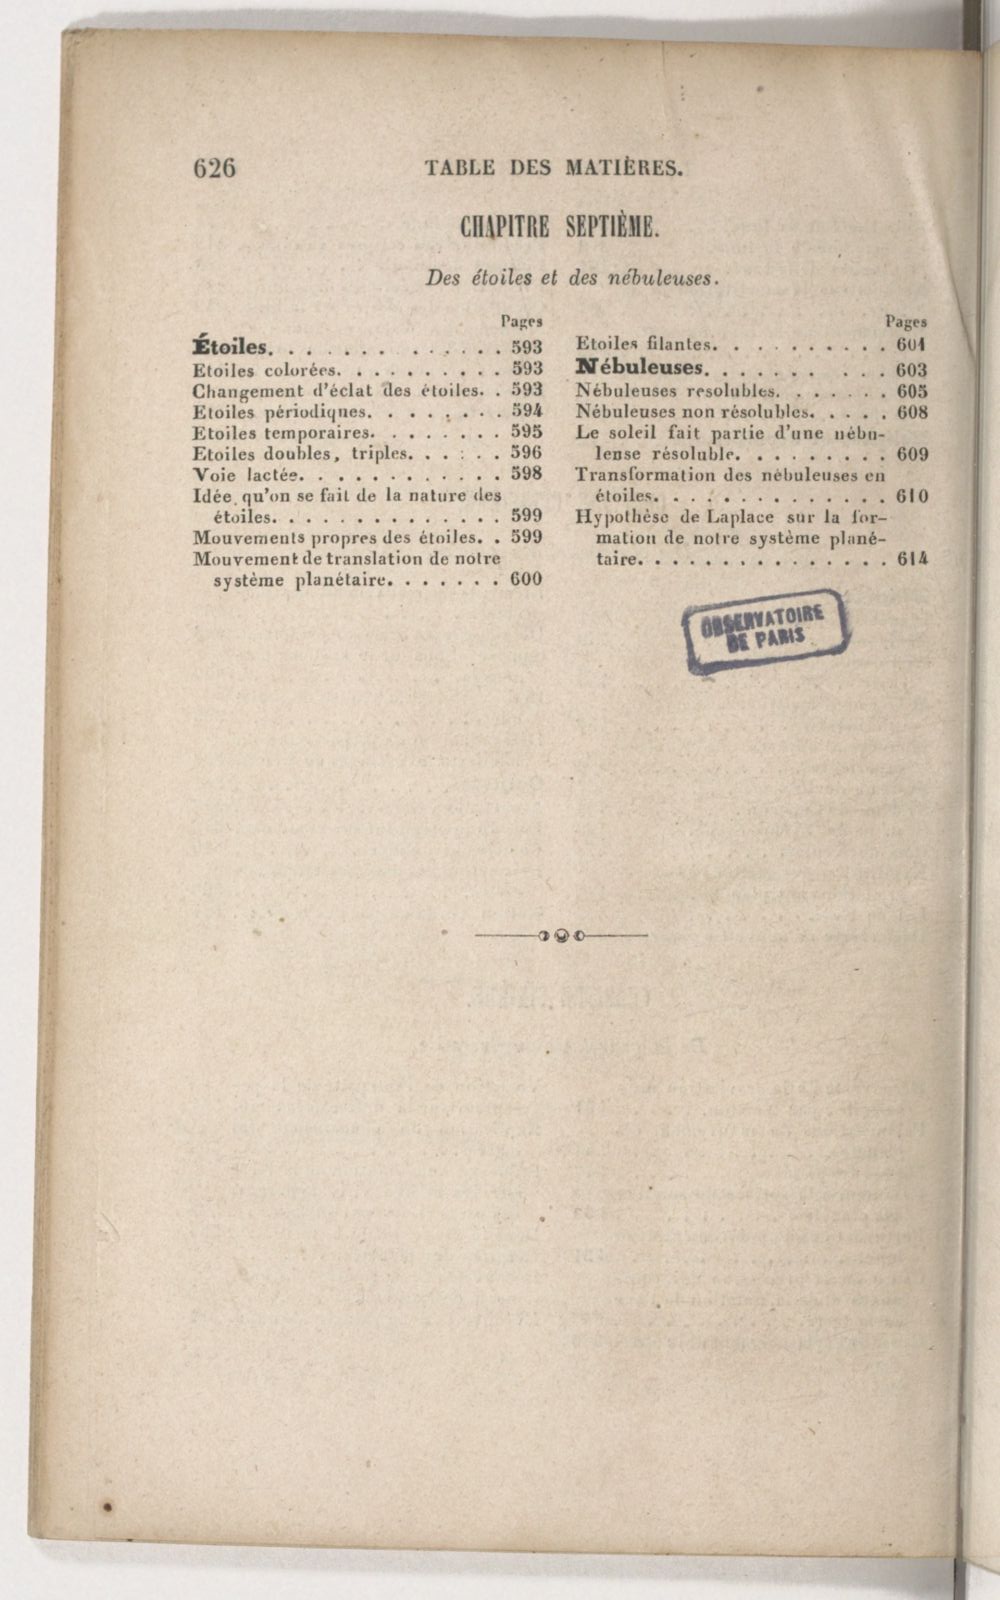 626 TABLE DES MATIÈRES.
CHAPITRE SEPTIÈME.
Des étoiles et des nébuleuses.
Pages
Étoiles. . . . . . . . . . . . . 593
Etoiles colorées. . . . . . . . . . 593
Changement d'éclat des étoiles. . 593
Etoiles périodiques. . . . . . . . 594
Etoiles temporaires. . . . . . . . 595
Etoiles doubles, triples. . . : . . 596
Voie lactée. . . . . . . . . . . . 598
Idée qu'on se fait de la nature des
étoiles. . . . . . . . . . . . . . 599
Mouvements propres des étoiles. . 599
Mouvement de translation de notre
système planétaire. . . . . . . 600
Pages
Etoiles filantes. . . . . . . . . . 601
Nébuleuses. . . . . . . . . . 603
Nébuleuses resolubles. . . . . . . 605
Nébuleuses non résolubles. . . . . 608
Le soleil fait partie d'une nébu-
leuse résoluble. . . . . . . . . 609
Transformation des nébuleuses en
étoiles. . . . . . . . . . . . . . 610
Hypothèse de Laplace sur la for-
mation de notre système plané-
taire. . . . . . . . . . . . . . . 614
OBSERVATOIRE
DE PARIS